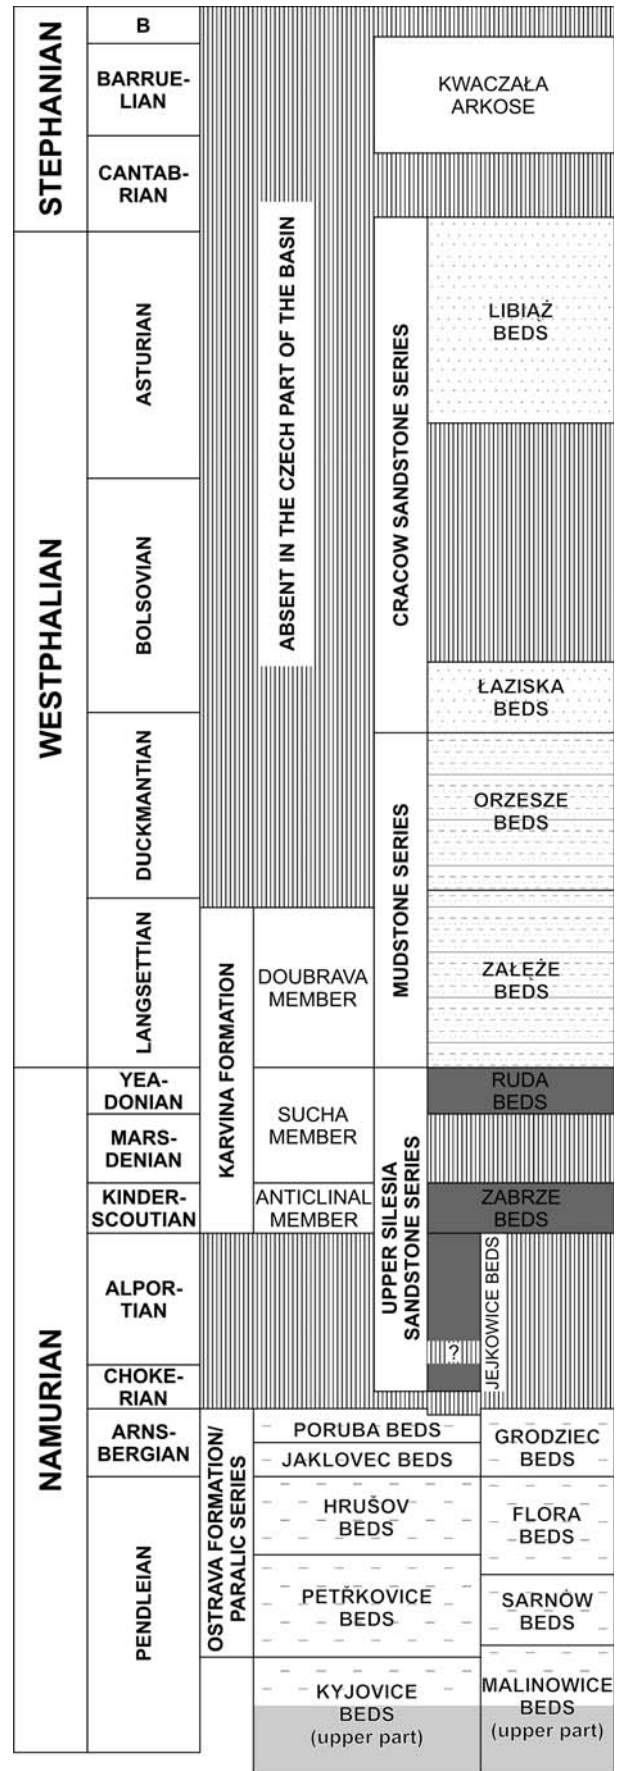 STEPHANIAN
B
BARRUE-
LIAN
CANTAB-
RIAN
WESTPHALIAN
ASTURIAN
BOLSOVIAN
DUCKMANTIAN
LANGSETTIAN
NAMURIAN
YEA-
DONIAN
MARS-
DENIAN
KINDER-
SCOUTIAN
ALPOR-
TIAN
CHOKE-
RIAN
ARNS-
BERGIAN
PENDLEIAN
ABSENT IN THE CZECH PART OF THE BASIN
KARVINA FORMATION
DOUBRAVA
MEMBER
SUCHA
MEMBER
ANTICLINAL
MEMBER
OSTRAVA FORMATION/
PARALIC SERIES
PORUBA BEDS
JAKLOVEC BEDS
HRUŠOV
BEDS
PETŘKOVICE
BEDS
KYJOVICE
BEDS
(upper part)
KWACZAŁA
ARKOSE
CRACOW SANDSTONE SERIES
LIBIĄŻ
BEDS
ŁAZISKA
BEDS
MUDSTONE SERIES
ORZESZE
BEDS
ZAŁĘŻE
BEDS
UPPER SILESIA
SANDSTONE SERIES
RUDA
BEDS
ZABRZE
BEDS
?
JEJKOWICE BEDS
GRODZIEC
BEDS
FLORA
BEDS
SARNÓW
BEDS
MALINOWICE
BEDS
(upper part)